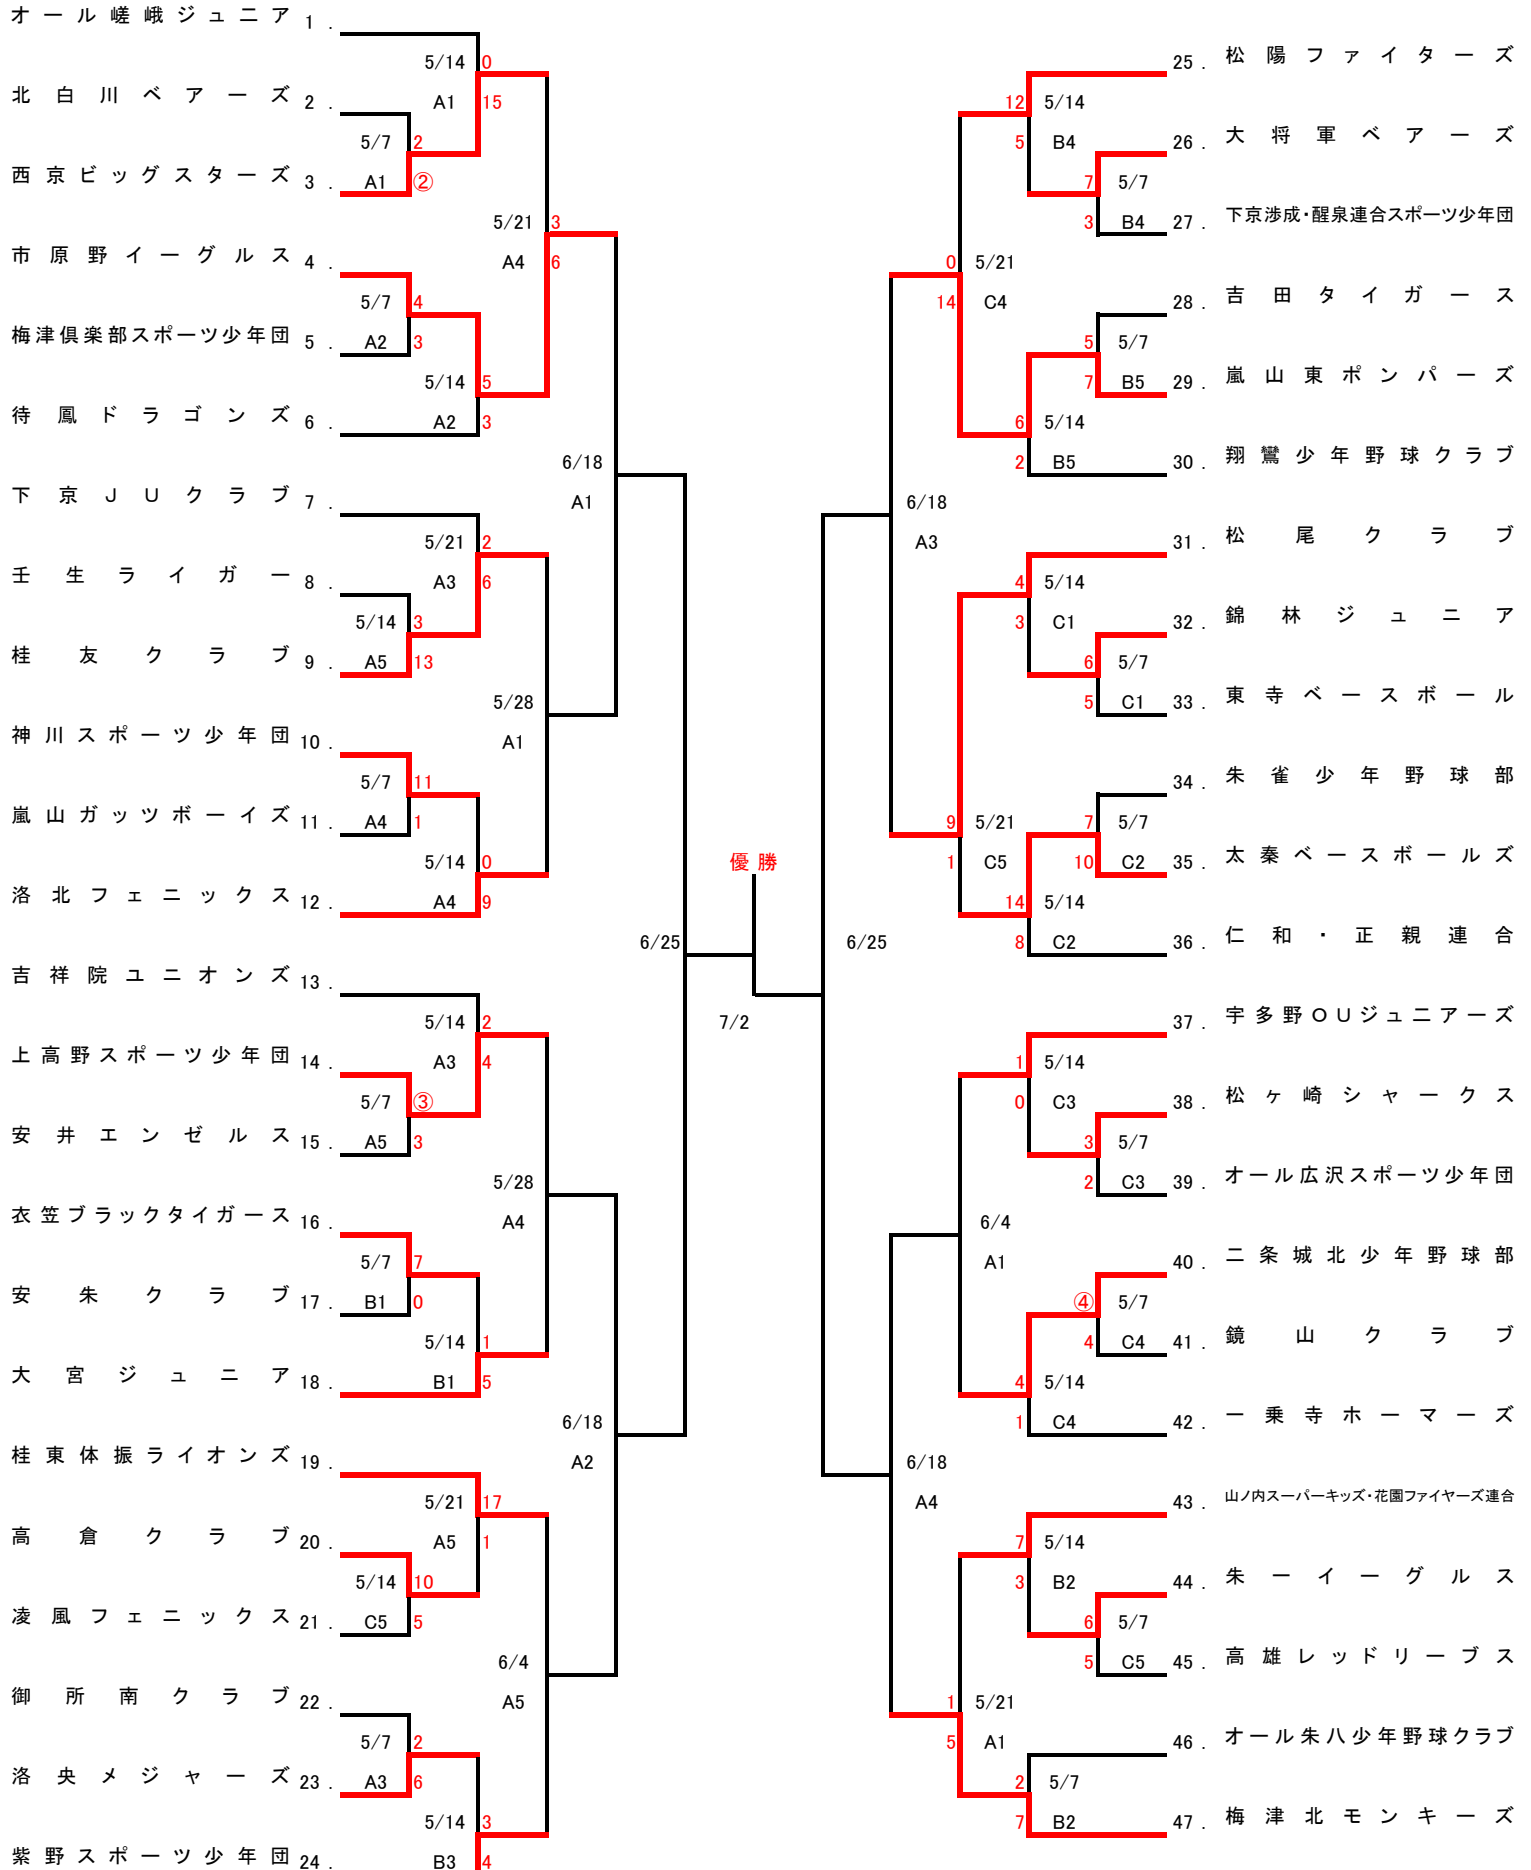 オール嵯峨ジュニア 1 .
5/14 0
北白川ベアーズ 2 .
A1 15
5/7 2
西京ビッグスターズ 3 .
A1 ②
5/21 3
市原野イーグルス 4 .
A4 6
5/7 4
梅津倶楽部スポーツ少年団 5 .
A2 3
5/14 5
待鳳ドラゴンズ 6 .
A2 3
6/18
下京JUクラブ 7 .
A1
5/21 2
壬生ライガー 8 .
A3 6
5/14 3
桂友クラブ 9 .
A5 13
5/28
神川スポーツ少年団 10 .
A1
5/7 11
嵐山ガッツボーイズ 11 .
A4 1
5/14 0
洛北フェニックス 12 .
A4 9
6/25
吉祥院ユニオンズ 13 .
5/14 2
上高野スポーツ少年団 14 .
A3 4
5/7 ③
安井エンゼルス 15 .
A5 3
5/28
衣笠ブラックタイガース 16 .
A4
5/7 7
安朱クラブ 17 .
B1 0
5/14 1
大宮ジュニア 18 .
B1 5
6/18
桂東体振ライオンズ 19 .
A2
5/21 17
高倉クラブ 20 .
A5 1
5/14 10
凌風フェニックス 21 .
C5 5
6/4
御所南クラブ 22 .
A5
5/7 2
洛央メジャーズ 23 .
A3 6
5/14 3
紫野スポーツ少年団 24 .
B3 4
優勝
7/2
25 . 松陽ファイターズ
12 5/14
26 . 大将軍ベアーズ
5 B4
7 5/7
27 . 下京渉成・醒泉連合スポーツ少年団
3 B4
0 5/21
28 . 吉田タイガース
14 C4
5 5/7
29 . 嵐山東ポンパーズ
7 B5
6 5/14
30 . 翔鸞少年野球クラブ
2 B5
6/18
31 . 松尾クラブ
A3
4 5/14
32 . 錦林ジュニア
3 C1
6 5/7
33 . 東寺ベースボール
5 C1
34 . 朱雀少年野球部
9 5/21
7 5/7
35 . 太秦ベースボールズ
1 C5
10 C2
14 5/14
36 . 仁和・正親連合
8 C2
6/25
37 . 宇多野OUジュニアーズ
1 5/14
38 . 松ヶ崎シャークス
0 C3
3 5/7
39 . オール広沢スポーツ少年団
2 C3
6/4
40 . 二条城北少年野球部
A1
④ 5/7
41 . 鏡山クラブ
4 C4
4 5/14
42 . 一乗寺ホーマーズ
1 C4
6/18
43 . 山ノ内スーパーキッズ・花園ファイヤーズ連合
A4
7 5/14
44 . 朱一イーグルス
3 B2
6 5/7
45 . 高雄レッドリーブス
5 C5
1 5/21
46 . オール朱八少年野球クラブ
5 A1
2 5/7
47 . 梅津北モンキーズ
7 B2